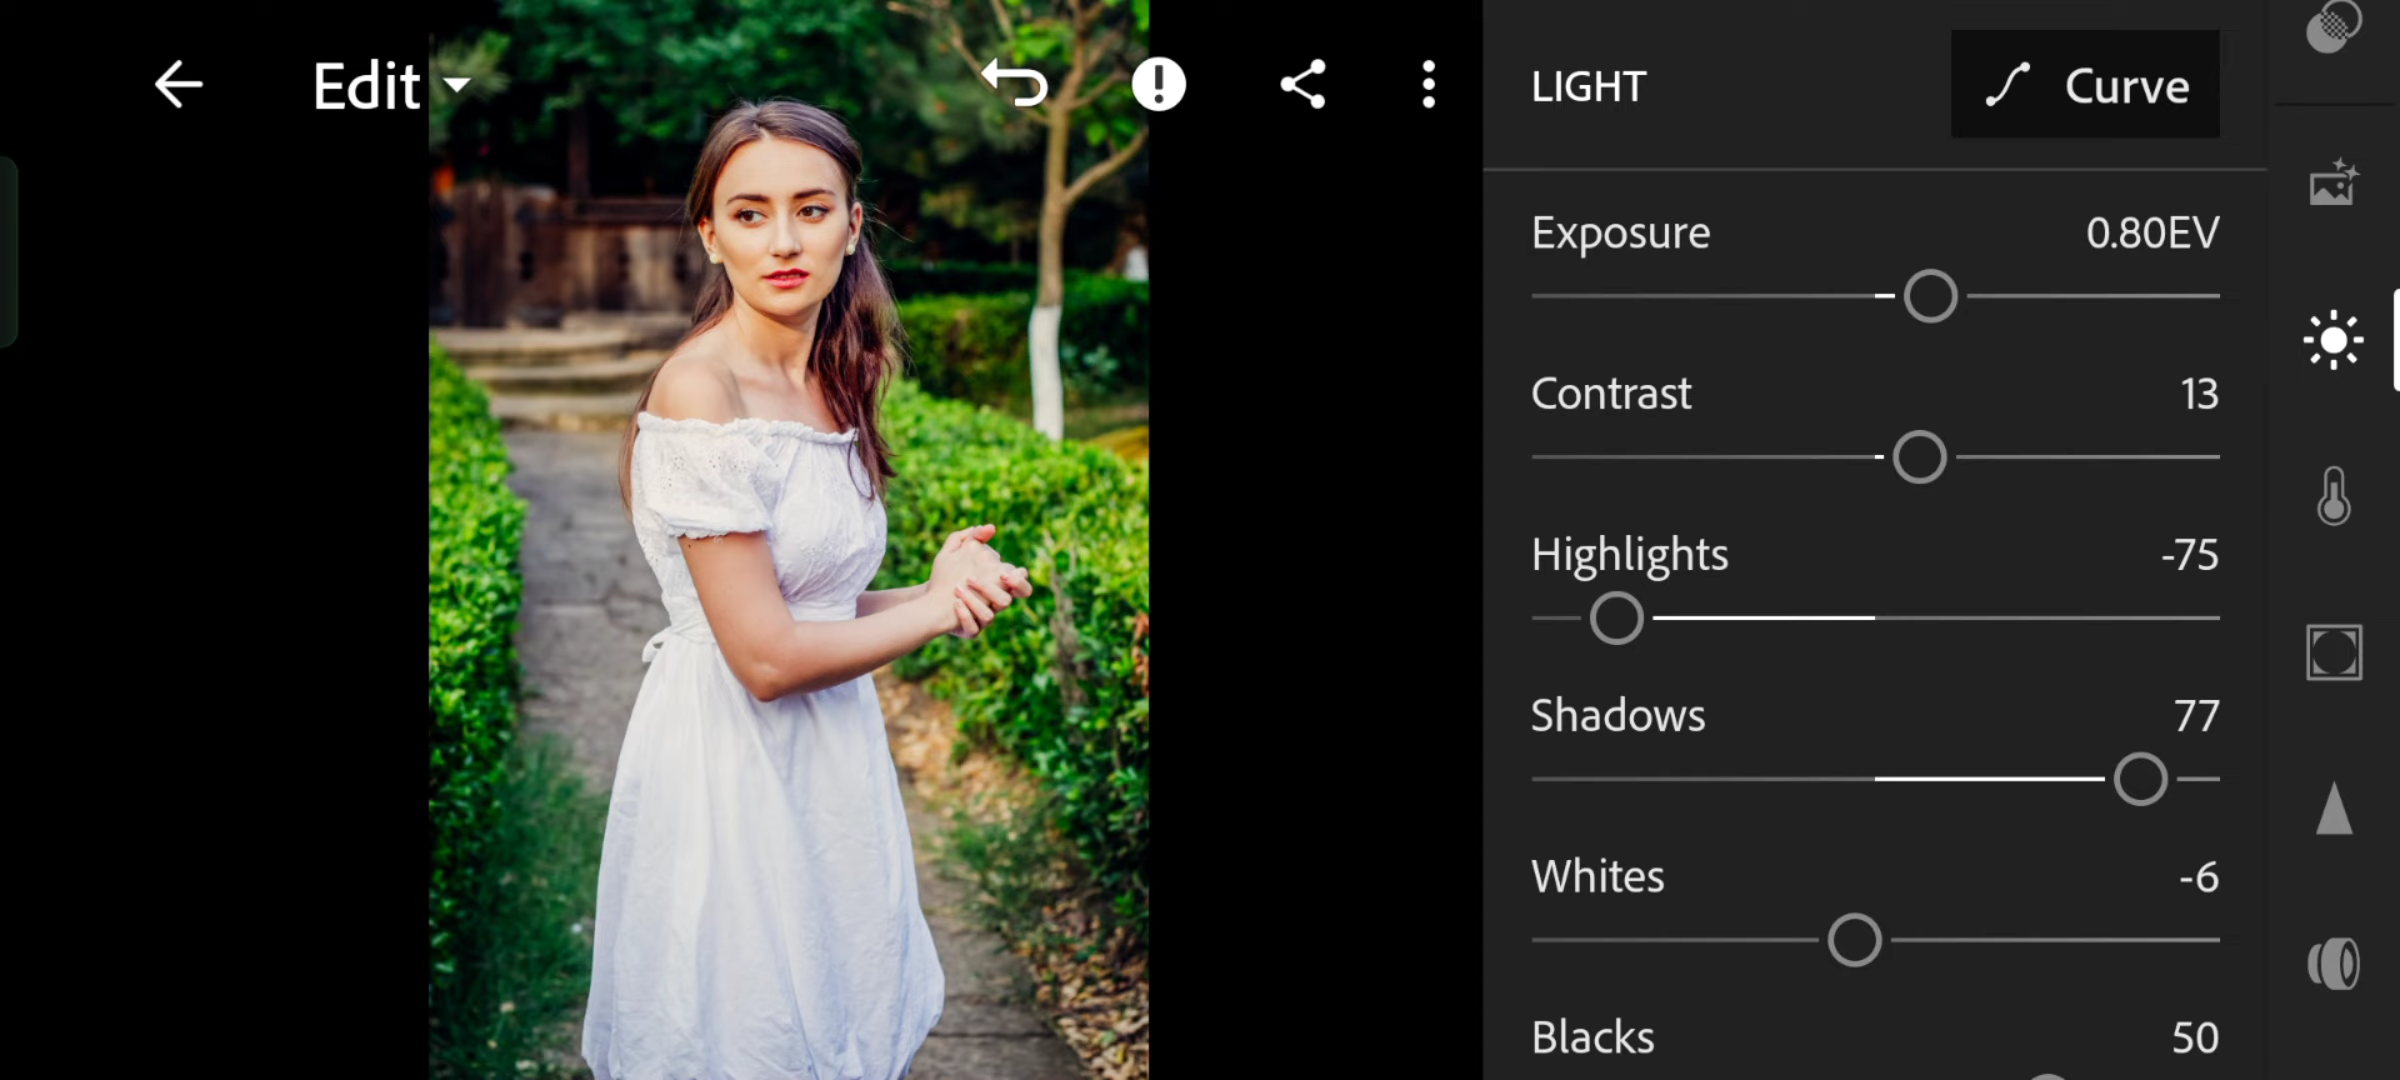 Edit
LIGHT
Curve
Exposure 0.80EV
Contrast 13
Highlights -75
Shadows 77
Whites -6
Blacks 50